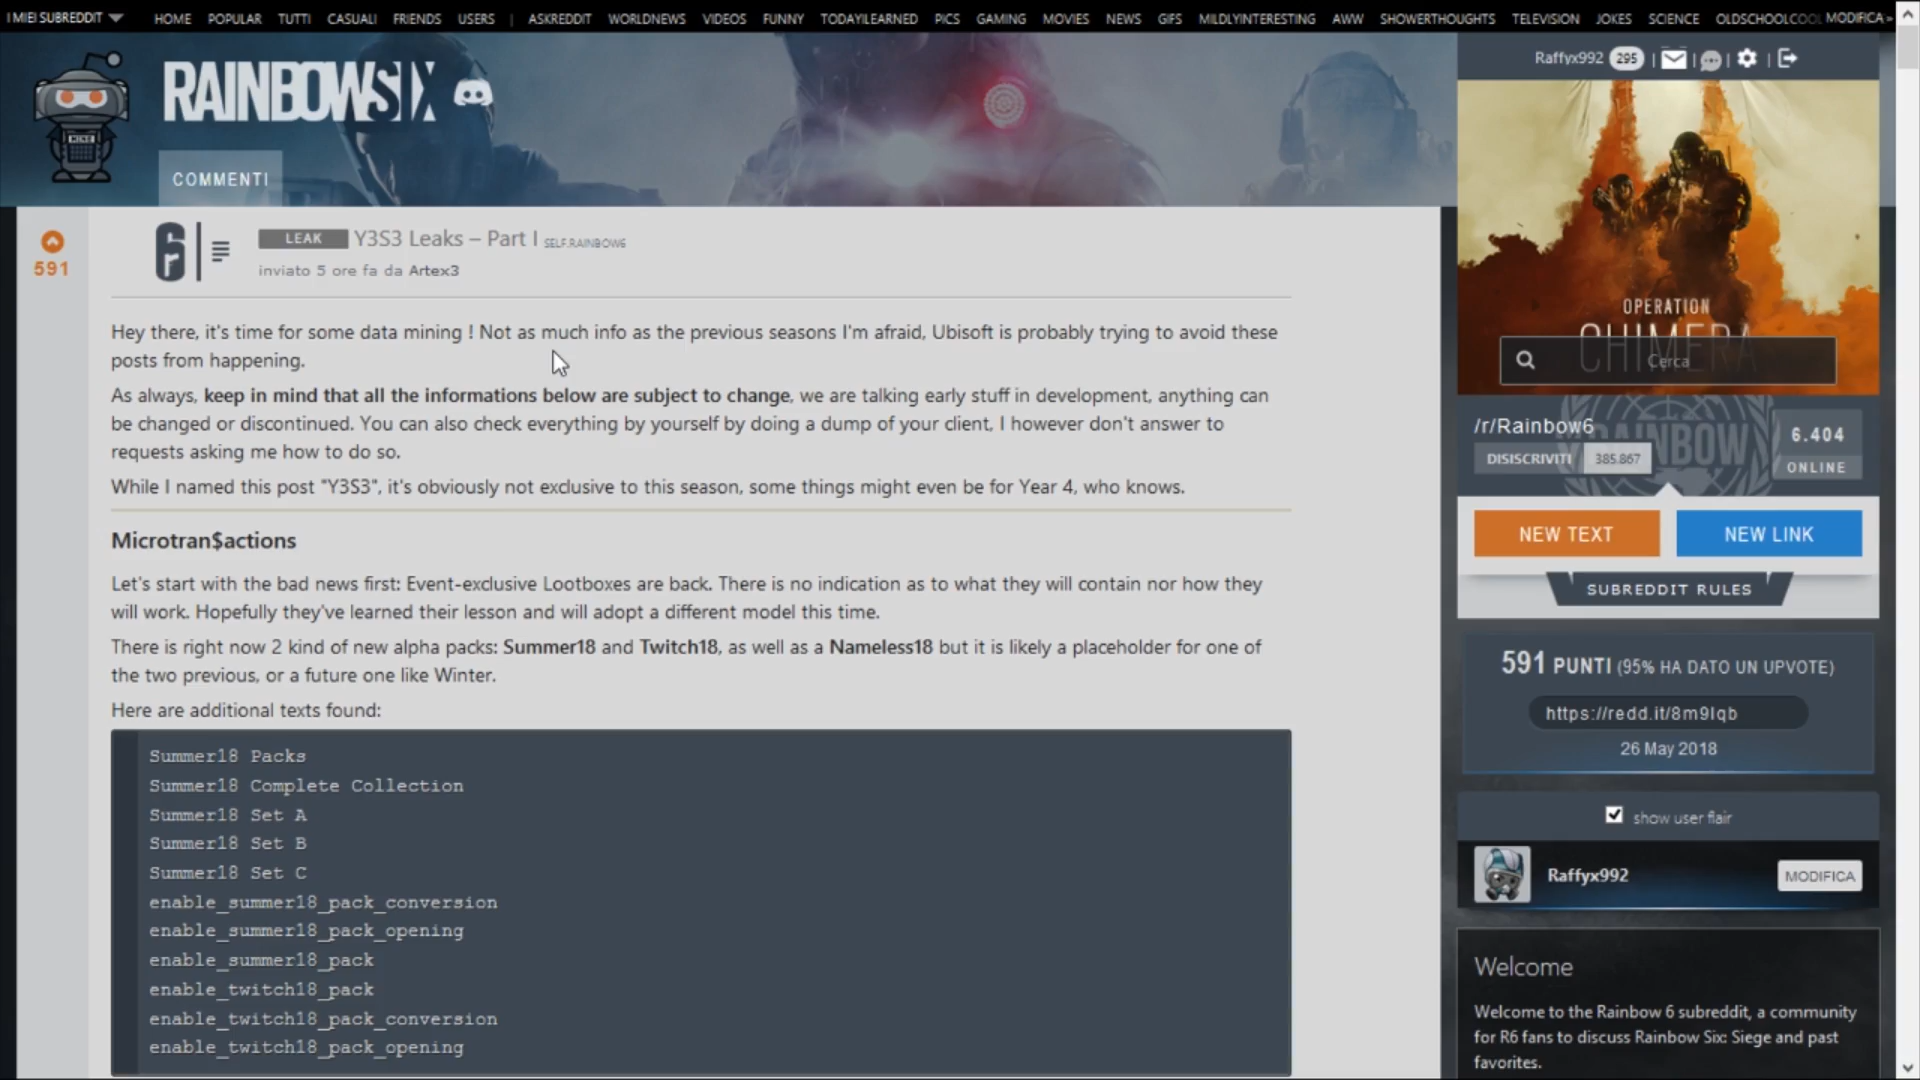 I MIEI SUBREDDIT HOME POPULAR TUTTI CASUALI FRIENDS USERS | ASKREDDIT WORLDNEWS VIDEOS FUNNY TODAYILEARNED PICS GAMING MOVIES NEWS GIFS MILDLYINTERESTING AWW SHOWERTHOUGHTS TELEVISION JOKES SCIENCE OLDSCHOOLCOO MODIFICA »
RAINBOWSIX
COMMENTI
591
LEAK Y3S3 Leaks – Part I SELF.RAINBOW6
inviato 5 ore fa da Artex3
Hey there, it's time for some data mining ! Not as much info as the previous seasons I'm afraid, Ubisoft is probably trying to avoid these
posts from happening.
As always, keep in mind that all the informations below are subject to change, we are talking early stuff in development, anything can
be changed or discontinued. You can also check everything by yourself by doing a dump of your client, I however don't answer to
requests asking me how to do so.
While I named this post "Y3S3", it's obviously not exclusive to this season, some things might even be for Year 4, who knows.
Microtran$actions
Let's start with the bad news first: Event-exclusive Lootboxes are back. There is no indication as to what they will contain nor how they
will work. Hopefully they've learned their lesson and will adopt a different model this time.
There is right now 2 kind of new alpha packs: Summer18 and Twitch18, as well as a Nameless18 but it is likely a placeholder for one of
the two previous, or a future one like Winter.
Here are additional texts found:
Summer18 Packs
Summer18 Complete Collection
Summer18 Set A
Summer18 Set B
Summer18 Set C
enable_summer18_pack_conversion
enable_summer18_pack_opening
enable_summer18_pack
enable_twitch18_pack
enable_twitch18_pack_conversion
enable_twitch18_pack_opening
Raffyx992 295
OPERATION
CHIMERA
Cerca
/r/Rainbow6
DISISCRIVITI 385.867
RAINBOW
6.404
ONLINE
NEW TEXT
NEW LINK
SUBREDDIT RULES
591 PUNTI (95% HA DATO UN UPVOTE)
https://redd.it/8m9lqb
26 May 2018
show user flair
Raffyx992 MODIFICA
Welcome
Welcome to the Rainbow 6 subreddit, a community
for R6 fans to discuss Rainbow Six: Siege and past
favorites.